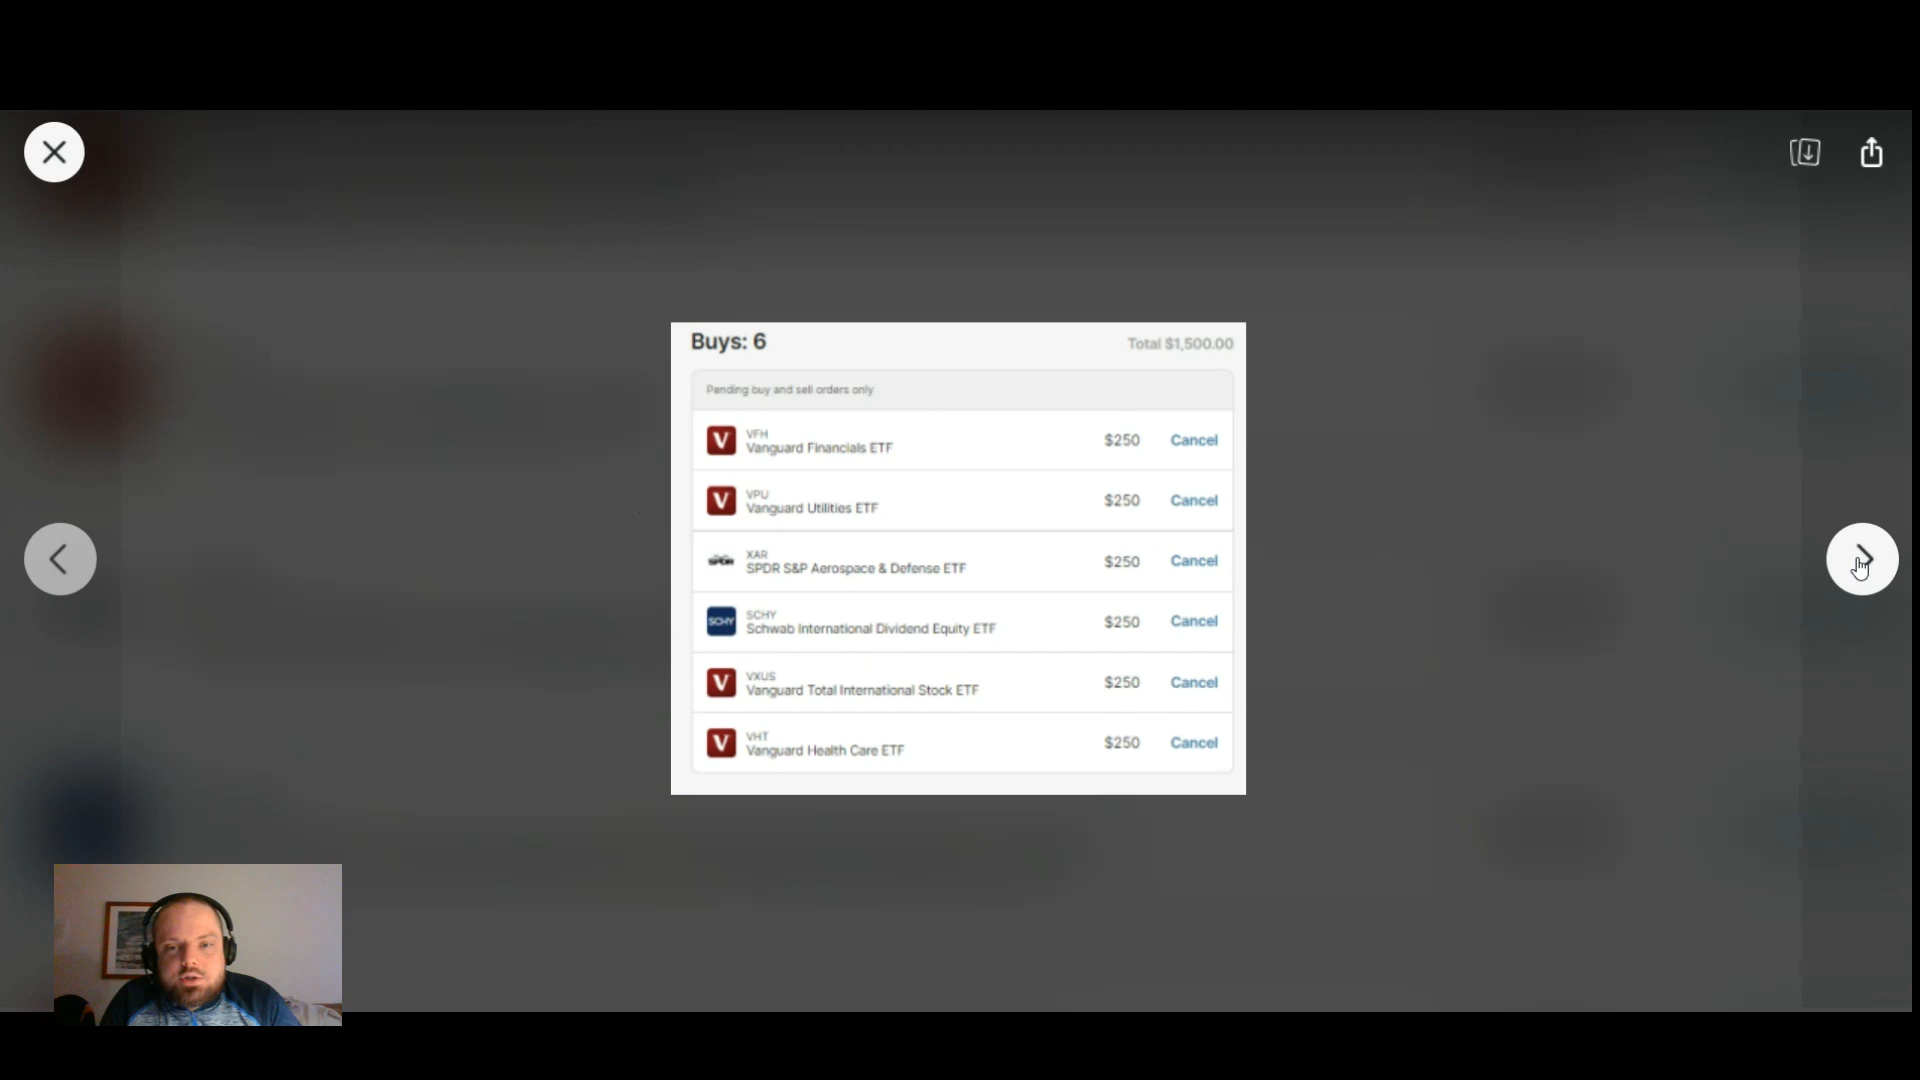 Buys: 6
Total $1,500.00
Pending buy and sell orders only
V
VFH
Vanguard Financials ETF
$250
Cancel
V
VPU
Vanguard Utilities ETF
$250
Cancel
SPDR
XAR
SPDR S&P Aerospace & Defense ETF
$250
Cancel
SCHY
SCHY
Schwab International Dividend Equity ETF
$250
Cancel
V
VXUS
Vanguard Total International Stock ETF
$250
Cancel
V
VHT
Vanguard Health Care ETF
$250
Cancel